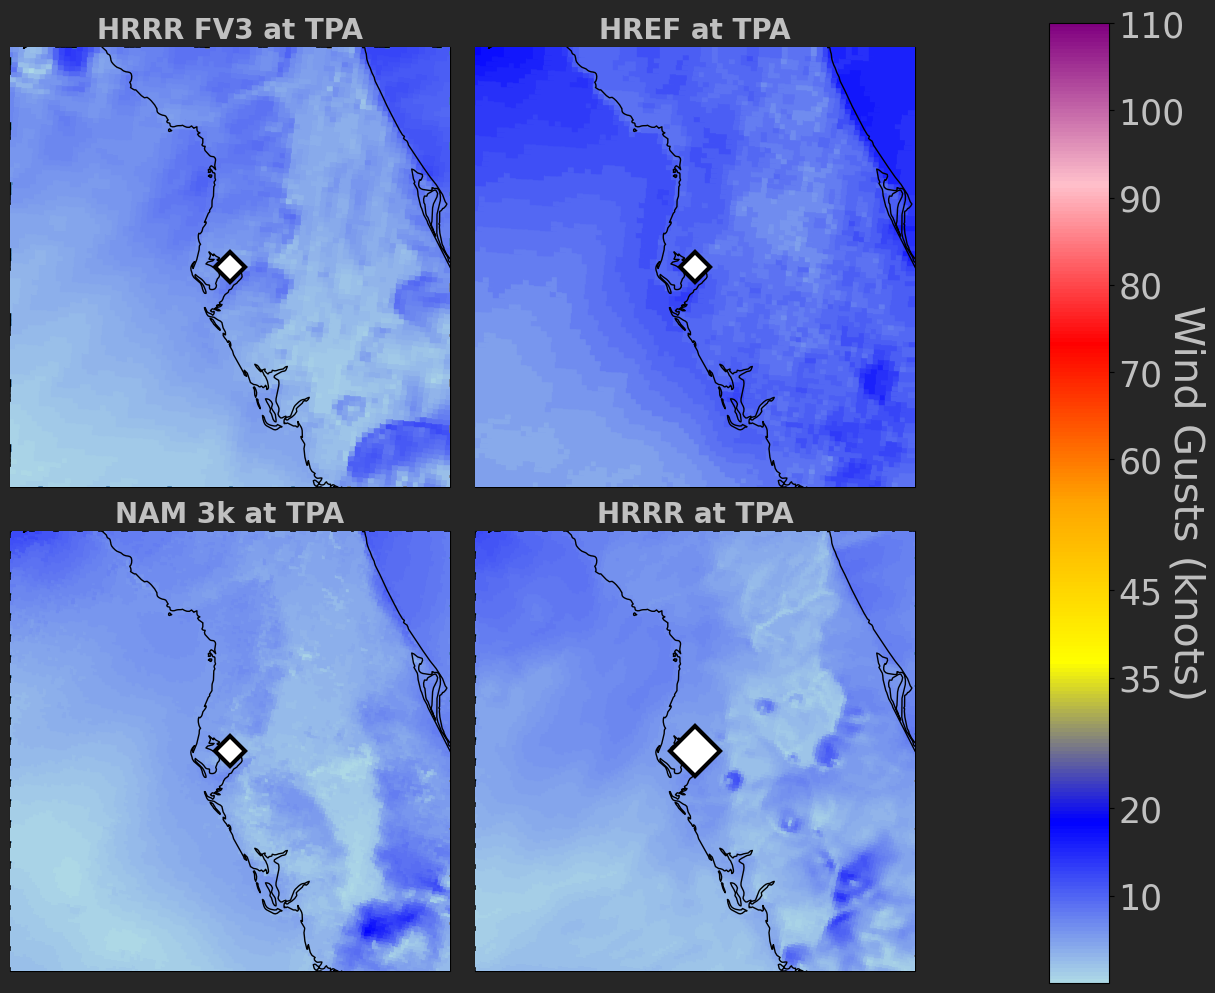 HRRR FV3 at TPA
HREF at TPA
NAM 3k at TPA
HRRR at TPA
110
100
90
80
70
60
45
35
20
10
Wind Gusts (knots)